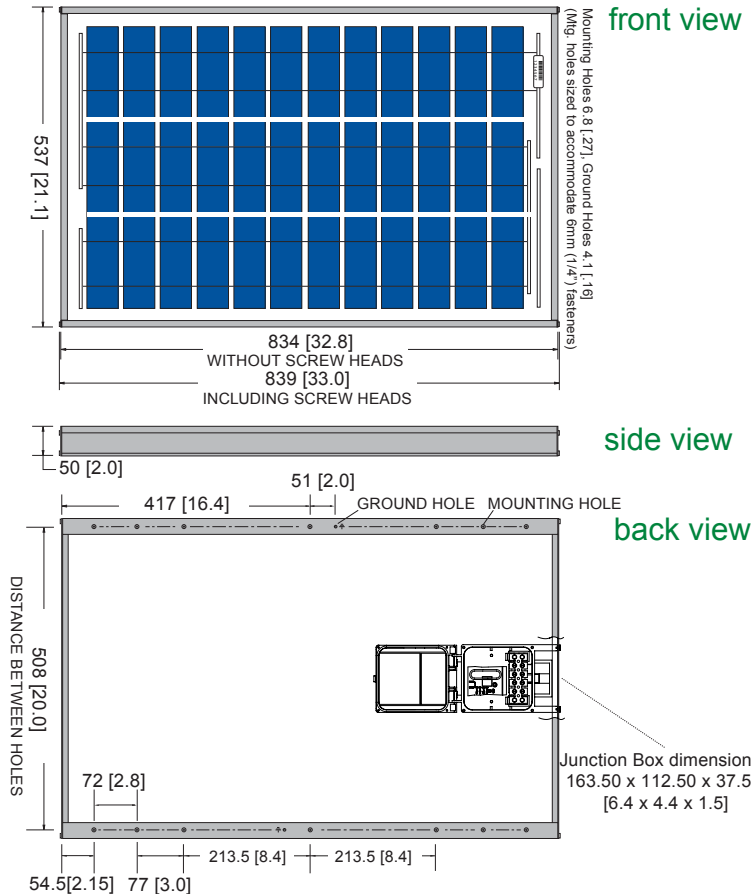 front view
Mounting Holes 6.8 [.27], Ground Holes 4.1 [.16]
(Mtg. holes sized to accommodate 6mm (1/4") fasteners)
537 [21.1]
834 [32.8]
WITHOUT SCREW HEADS
839 [33.0]
INCLUDING SCREW HEADS
side view
50 [2.0]
51 [2.0]
417 [16.4]
GROUND HOLE
MOUNTING HOLE
back view
DISTANCE BETWEEN HOLES
508 [20.0]
Junction Box dimension
163.50 x 112.50 x 37.5
[6.4 x 4.4 x 1.5]
72 [2.8]
213.5 [8.4]
213.5 [8.4]
54.5[2.15]
77 [3.0]